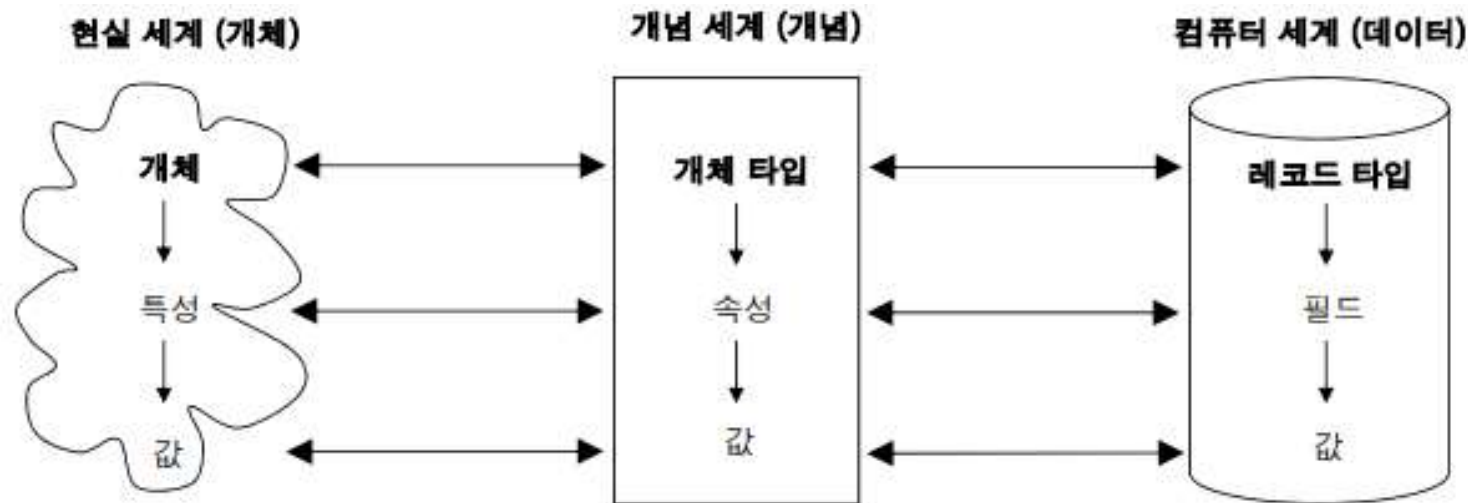 현실 세계 (개체)
개념 세계 (개념)
컴퓨터 세계 (데이터)
개체
개체 타입
레코드 타입
특성
속성
필드
값
값
값